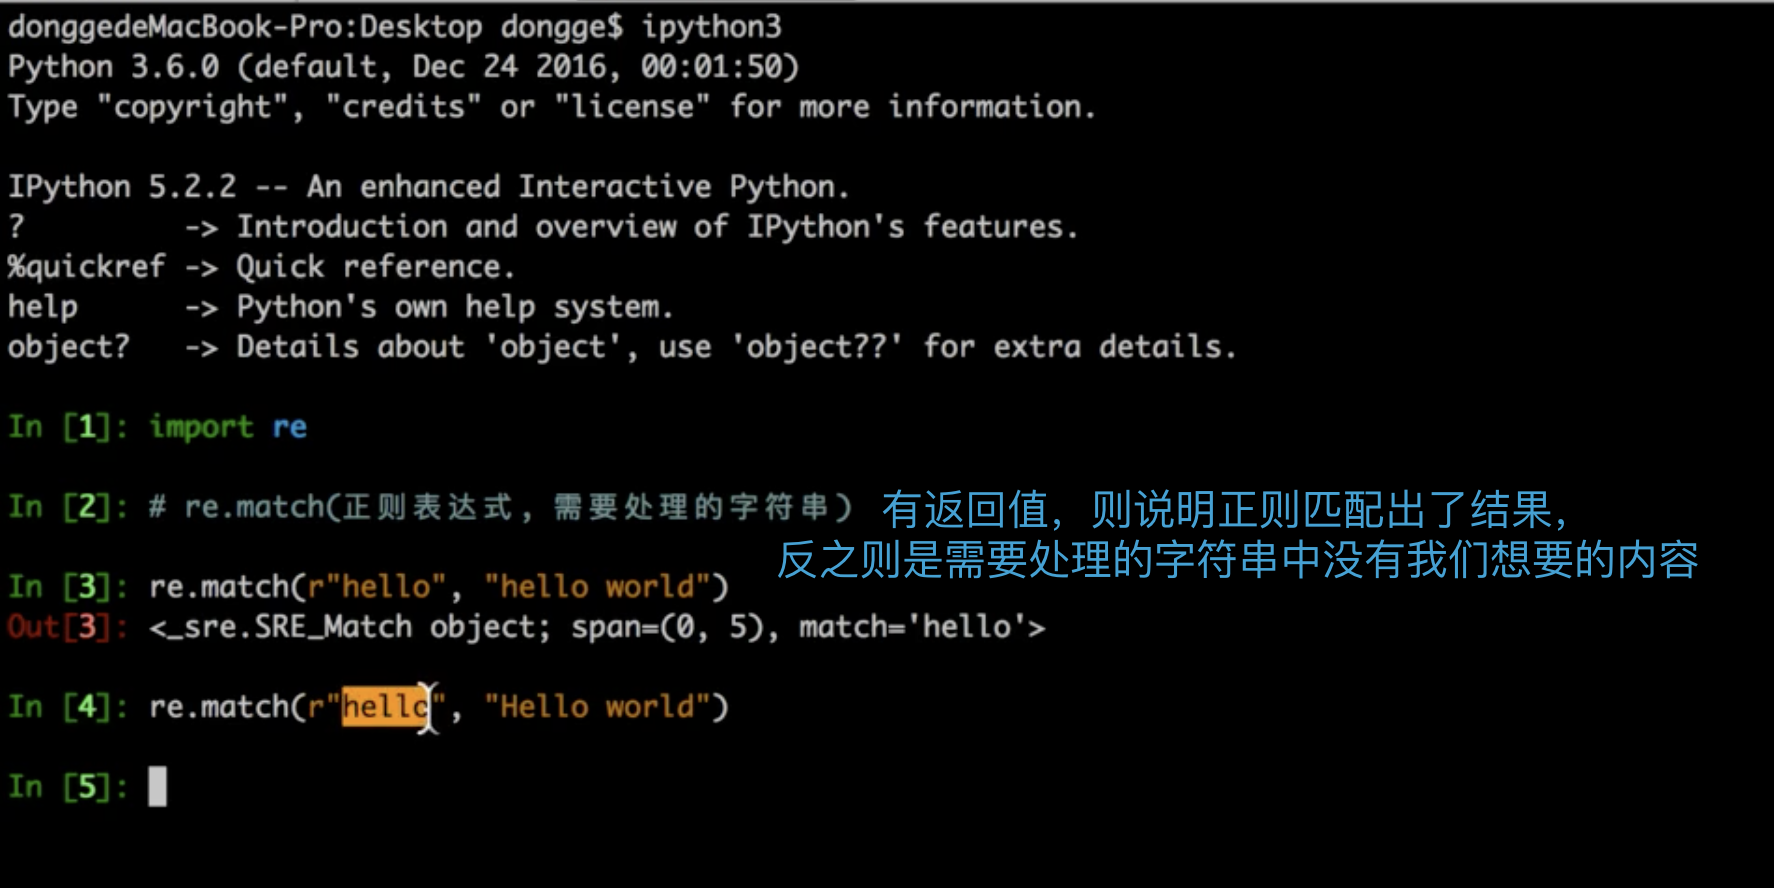 donggedeMacBook-Pro:Desktop dongge$ ipython3
Python 3.6.0 (default, Dec 24 2016, 00:01:50)
Type "copyright", "credits" or "license" for more information.
IPython 5.2.2 -- An enhanced Interactive Python.
?         -> Introduction and overview of IPython's features.
%quickref -> Quick reference.
help      -> Python's own help system.
object?   -> Details about 'object', use 'object??' for extra details.
In [1]: import re
In [2]: # re.match(正则表达式, 需要处理的字符串) 有返回值，则说明正则匹配出了结果，
反之则是需要处理的字符串中没有我们想要的内容
In [3]: re.match(r"hello", "hello world")
Out[3]: <_sre.SRE_Match object; span=(0, 5), match='hello'>
In [4]: re.match(r"hello", "Hello world")
In [5]: